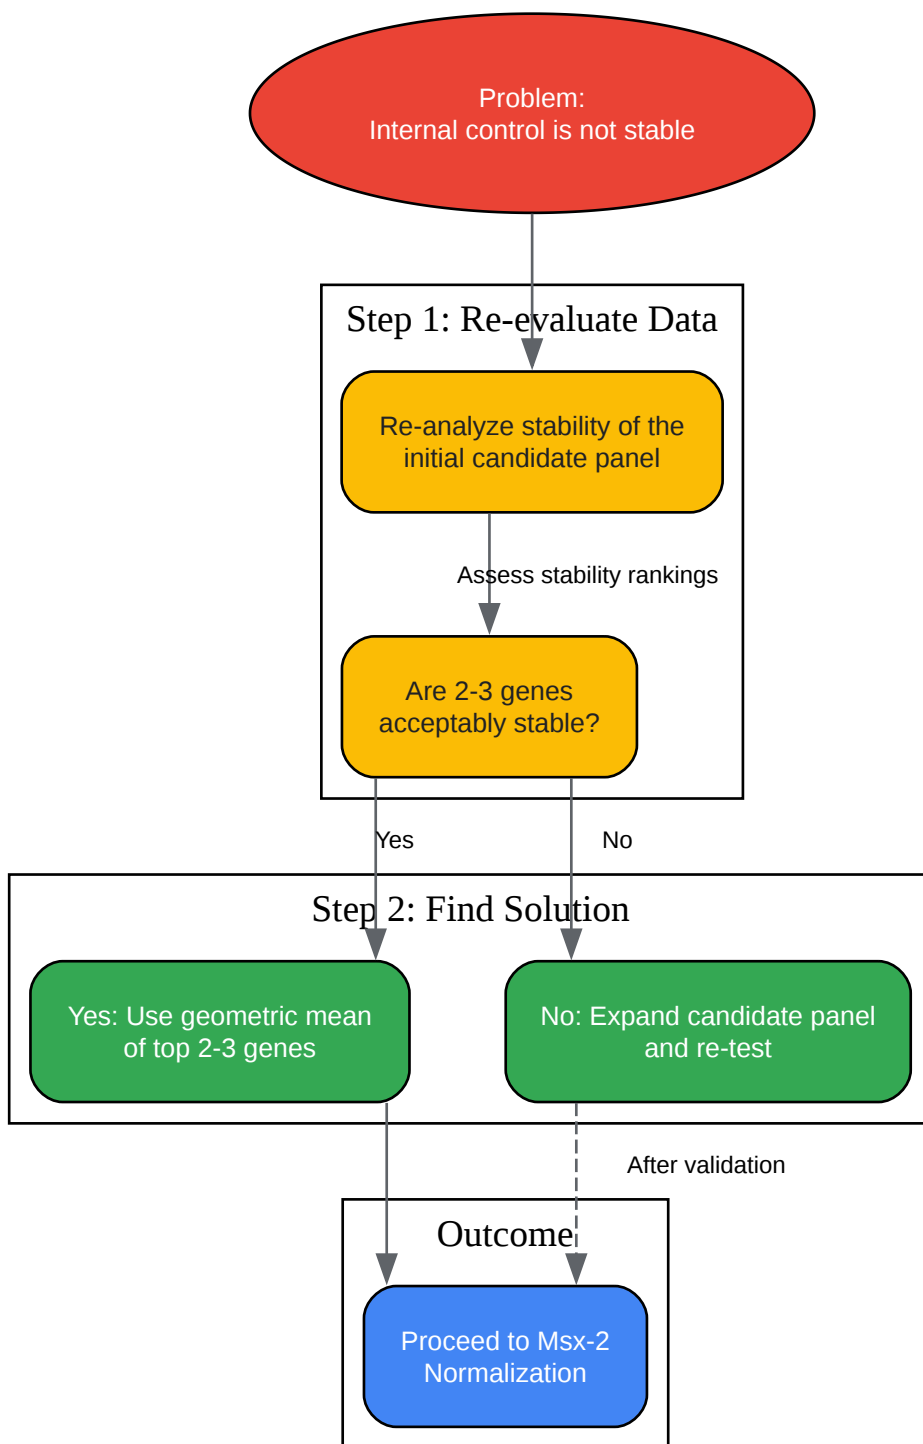 Problem:
Internal control is not stable
Step 1: Re-evaluate Data
Re-analyze stability of the
initial candidate panel
Assess stability rankings
Are 2-3 genes
acceptably stable?
Yes
No
Step 2: Find Solution
Yes: Use geometric mean
of top 2-3 genes
No: Expand candidate panel
and re-test
After validation
Outcome
Proceed to Msx-2
Normalization